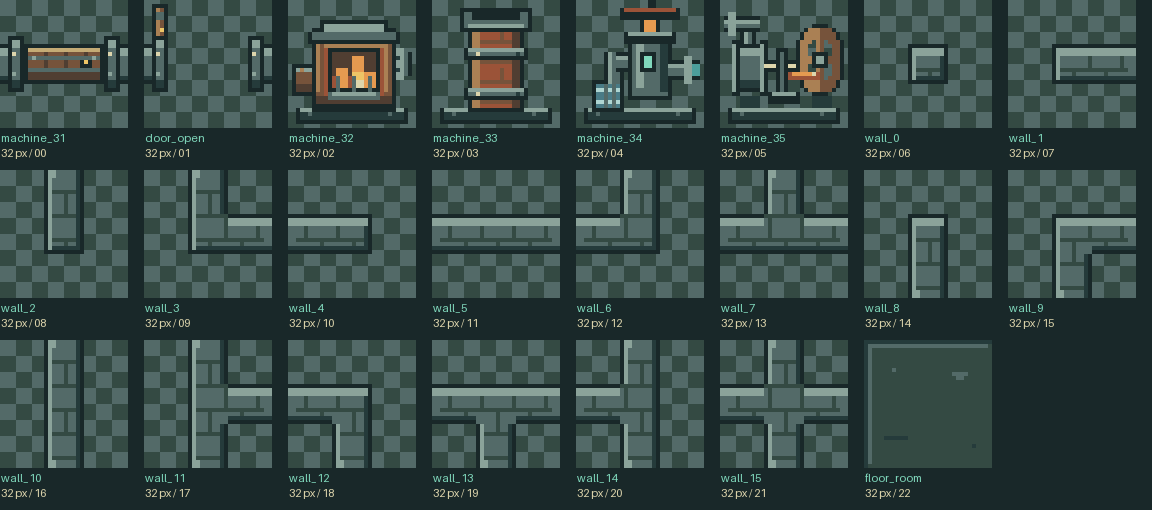 machine_31 door_open machine_32 machine_33 machine_34 machine_35 wall_0 wall_1
32px/00 32px/01 32px/02 32px/03 32px/04 32px/05 32px/06 32px/07
wall_2 wall_3 wall_4 wall_5 wall_6 wall_7 wall_8 wall_9
32px/08 32px/09 32px/10 32px/11 32px/12 32px/13 32px/14 32px/15
wall_10 wall_11 wall_12 wall_13 wall_14 wall_15 floor_room
32px/16 32px/17 32px/18 32px/19 32px/20 32px/21 32px/22